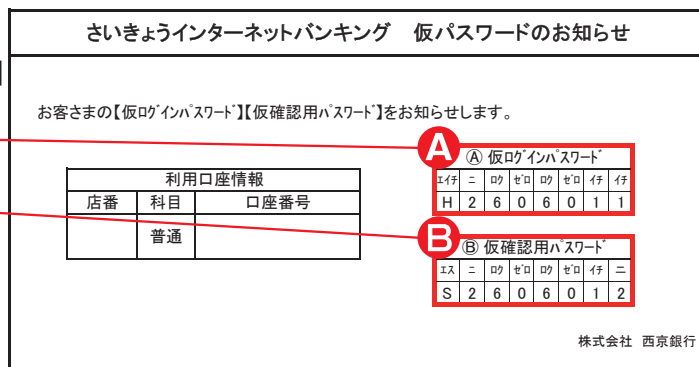 さいきょうインターネットバンキング 仮パスワードのお知らせ
お客さまの【仮ﾛｸﾞｲﾝﾊﾟｽﾜｰﾄﾞ】【仮確認用ﾊﾟｽﾜｰﾄﾞ】をお知らせします。
A
Ⓐ 仮ﾛｸﾞｲﾝﾊﾟｽﾜｰﾄﾞ
ｴｲﾁ ニ ﾛｸ ｾﾞﾛ ﾛｸ ｾﾞﾛ ｲﾁ ｲﾁ
H 2 6 0 6 0 1 1
利用口座情報
店番 科目 口座番号
普通
B
Ⓑ 仮確認用ﾊﾟｽﾜｰﾄﾞ
ｴｽ ニ ﾛｸ ｾﾞﾛ ﾛｸ ｾﾞﾛ ｲﾁ ニ
S 2 6 0 6 0 1 2
株式会社 西京銀行